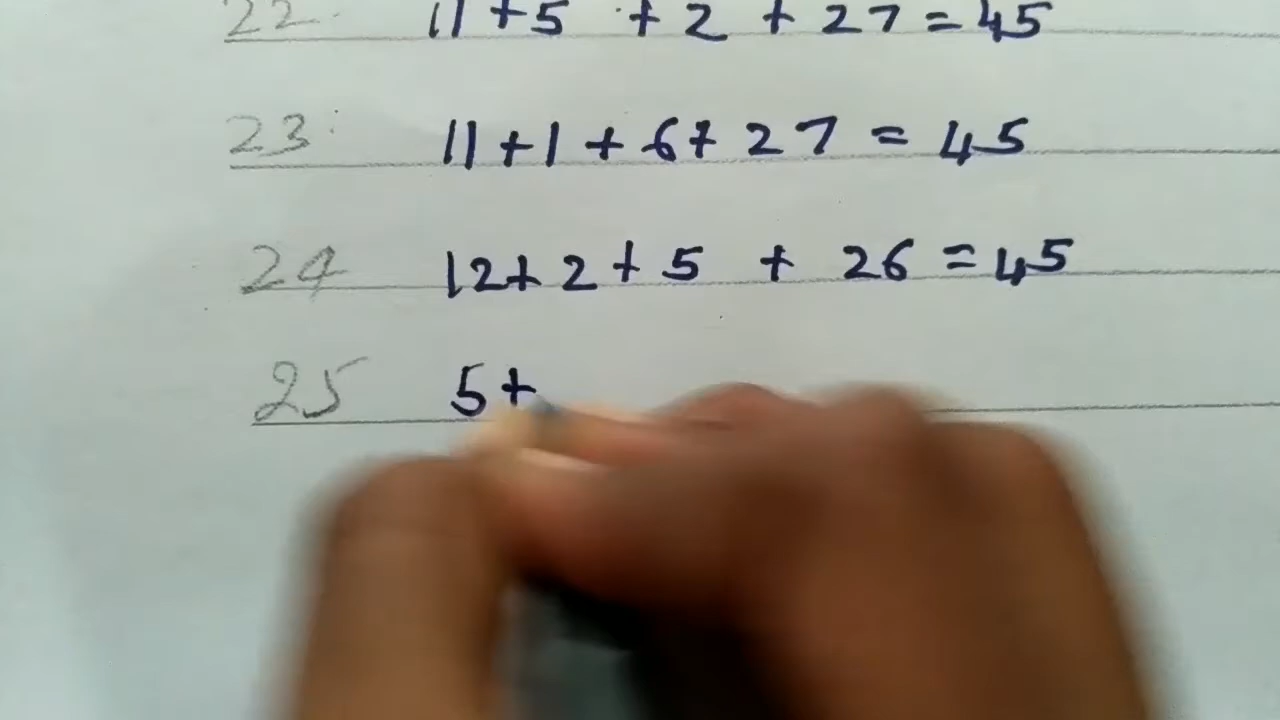 22. 11 + 5 + 2 + 27 = 45
23. 11 + 1 + 6 + 27 = 45
24 12 + 2 + 5 + 26 = 45
25 5 +